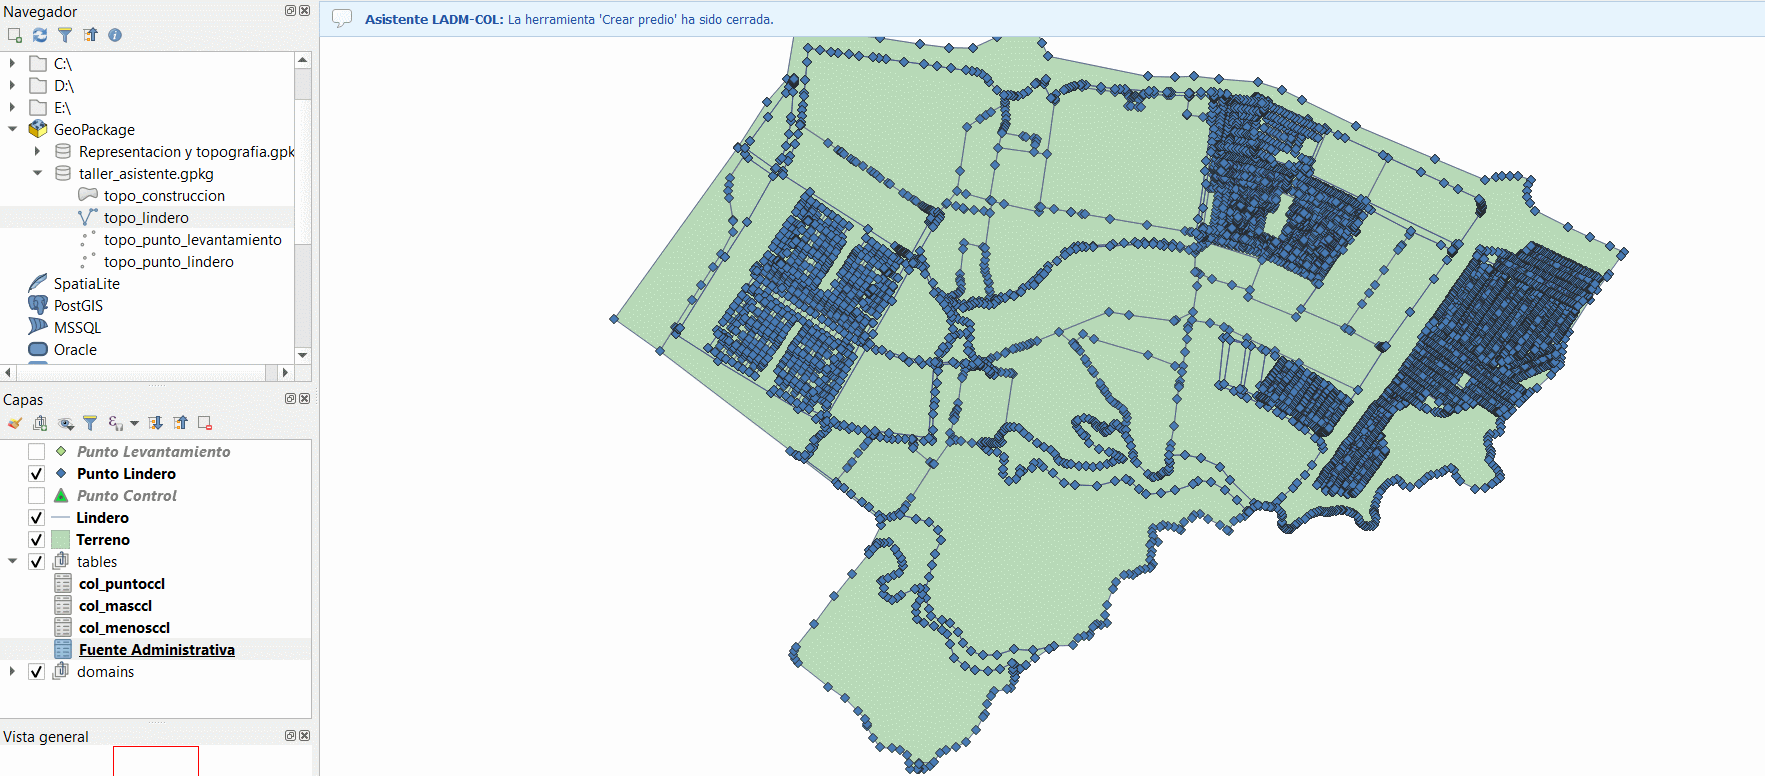 Navegador
Asistente LADM-COL: La herramienta 'Crear predio' ha sido cerrada.
C:\
D:\
E:\
GeoPackage
Representacion y topografia.gpk
taller_asistente.gpkg
topo_construccion
topo_lindero
topo_punto_levantamiento
topo_punto_lindero
SpatiaLite
PostGIS
MSSQL
Oracle
Capas
Punto Levantamiento
Punto Lindero
Punto Control
Lindero
Terreno
tables
col_puntoccl
col_masccl
col_menosccl
Fuente Administrativa
domains
Vista general